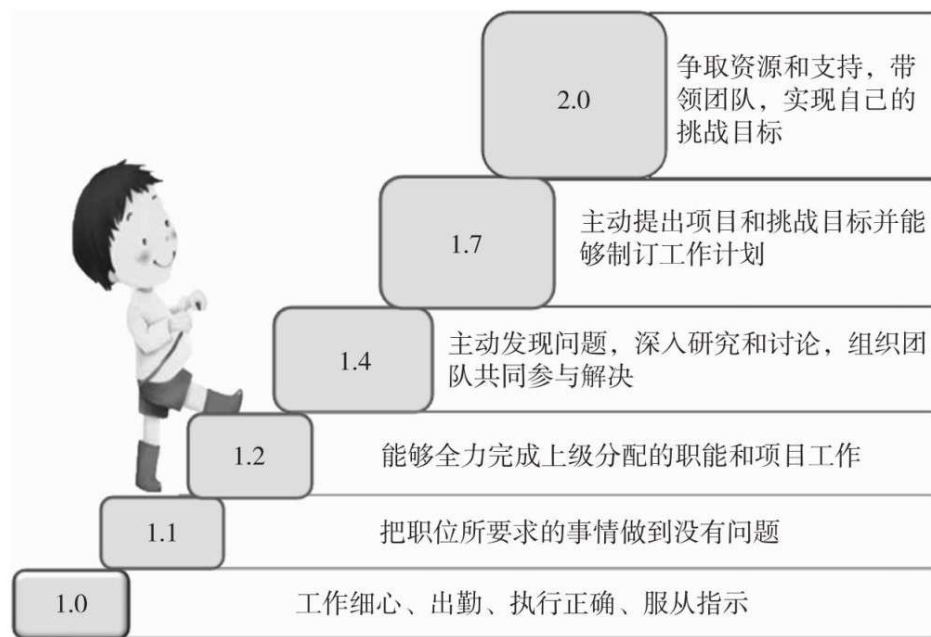 2.0
争取资源和支持，带
领团队，实现自己的
挑战目标
1.7
主动提出项目和挑战目标并能
够制订工作计划
1.4
主动发现问题，深入研究和讨论，组织团
队共同参与解决
1.2
能够全力完成上级分配的职能和项目工作
1.1
把职位所要求的事情做到没有问题
1.0
工作细心、出勤、执行正确、服从指示